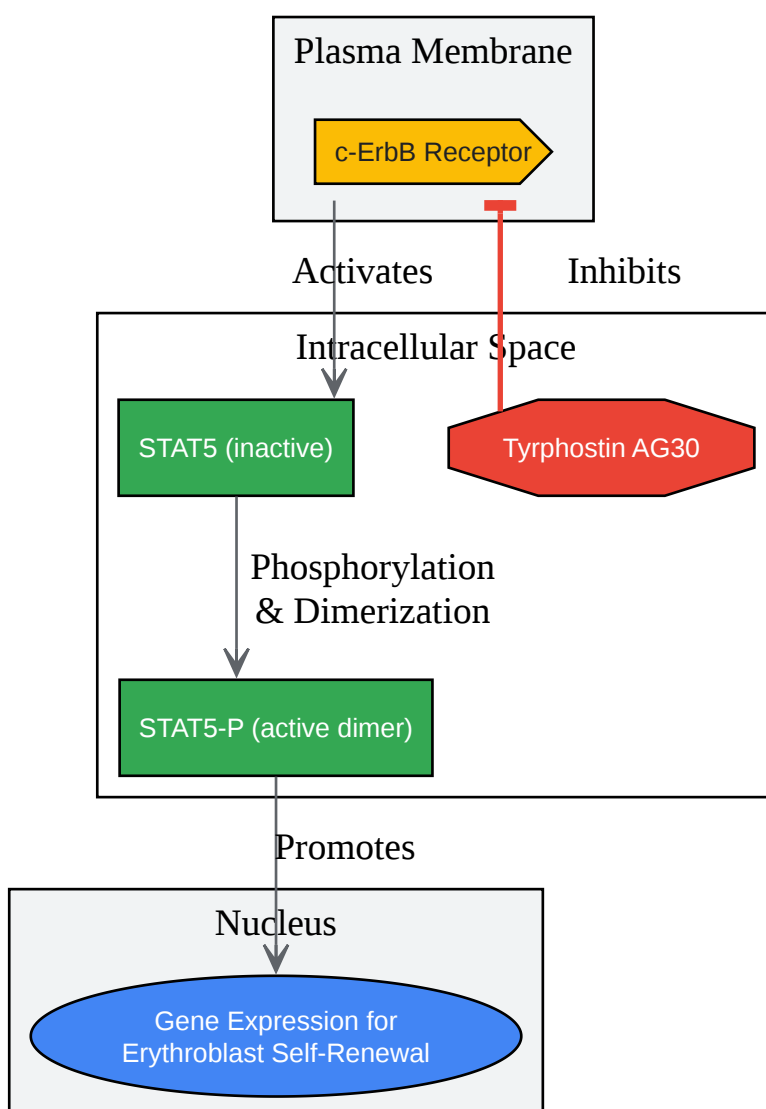 Plasma Membrane
c-ErbB Receptor
Activates
Inhibits
Intracellular Space
STAT5 (inactive)
Tyrphostin AG30
Phosphorylation
& Dimerization
STAT5-P (active dimer)
Promotes
Nucleus
Gene Expression for
Erythroblast Self-Renewal